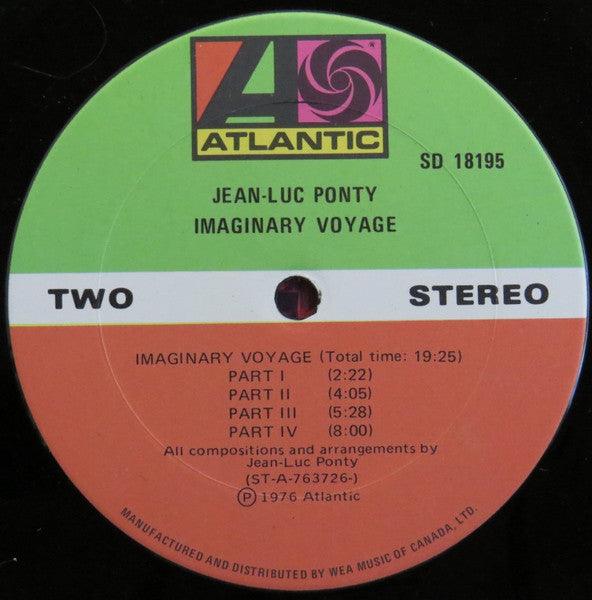 ATLANTIC
SD 18195
JEAN-LUC PONTY
IMAGINARY VOYAGE
TWO
STEREO
IMAGINARY VOYAGE (Total time: 19:25)
PART I (2:22)
PART II (4:05)
PART III (5:28)
PART IV (8:00)
All compositions and arrangements by
Jean-Luc Ponty
(ST-A-763726-)
Ⓟ 1976 Atlantic
MANUFACTURED AND DISTRIBUTED BY WEA MUSIC OF CANADA, LTD.